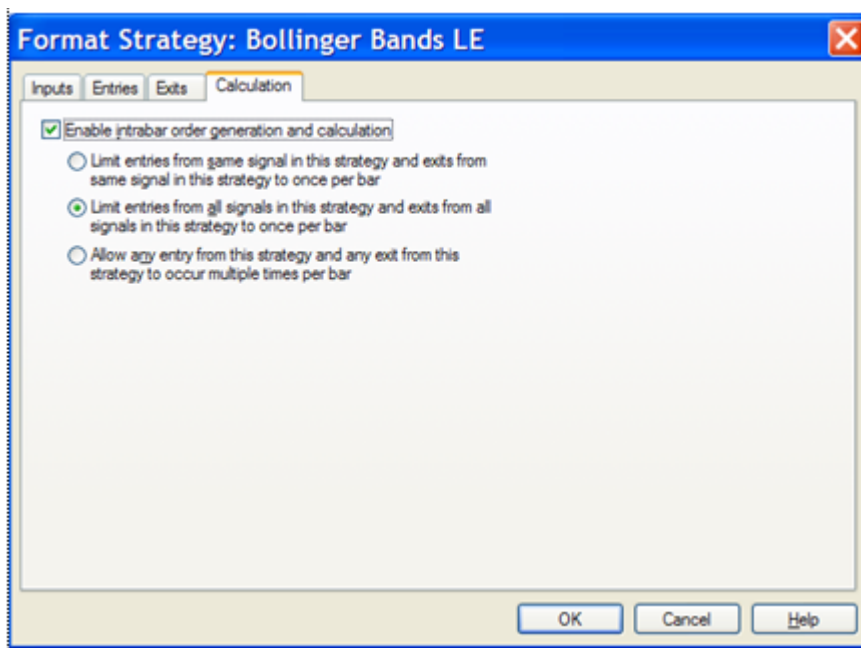 Format Strategy: Bollinger Bands LE
Inputs Entries Exits Calculation
Enable intrabar order generation and calculation
Limit entries from same signal in this strategy and exits from
same signal in this strategy to once per bar
Limit entries from all signals in this strategy and exits from all
signals in this strategy to once per bar
Allow any entry from this strategy and any exit from this
strategy to occur multiple times per bar
OK Cancel Help